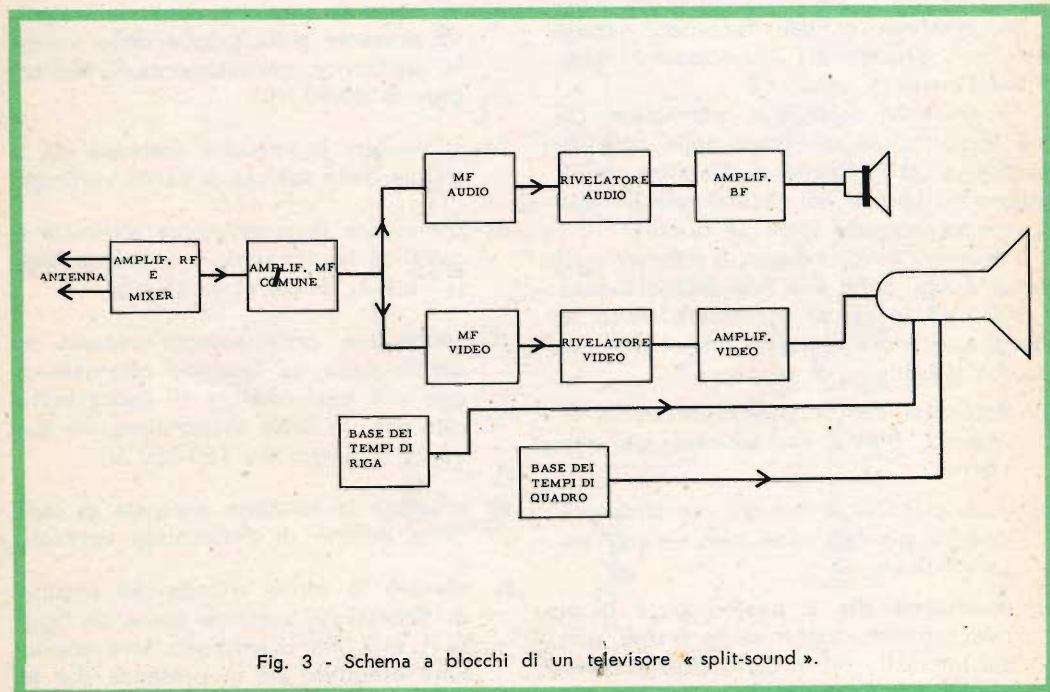 MF
AUDIO
RIVELATORE
AUDIO
AMPLIF.
BF
ANTENNA
AMPLIF. RF
E
MIXER
AMPLIF. MF
COMUNE
MF
VIDEO
RIVELATORE
VIDEO
AMPLIF.
VIDEO
BASE DEI
TEMPI DI
RIGA
BASE DEI
TEMPI DI
QUADRO
Fig. 3 - Schema a blocchi di un televisore « split-sound ».